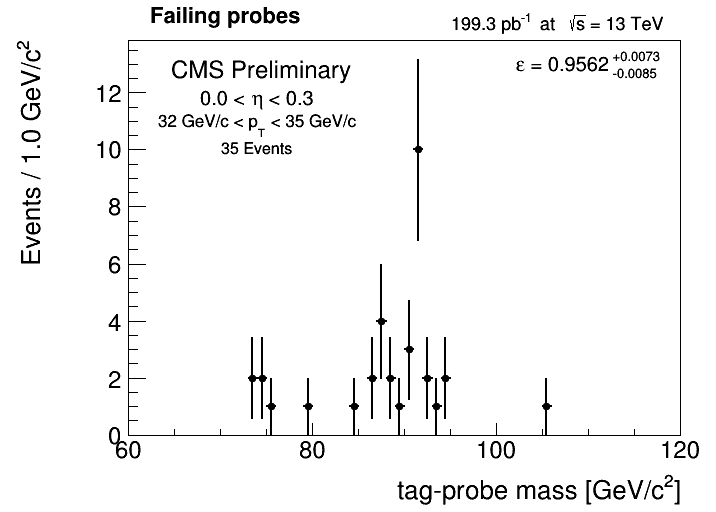 Failing probes
199.3 pb⁻¹ at √s = 13 TeV
CMS Preliminary
0.0 < η < 0.3
32 GeV/c < p_T < 35 GeV/c
35 Events
ε = 0.9562 +0.0073 -0.0085
Events / 1.0 GeV/c²
12
10
8
6
4
2
0
60 80 100 120
tag-probe mass [GeV/c²]